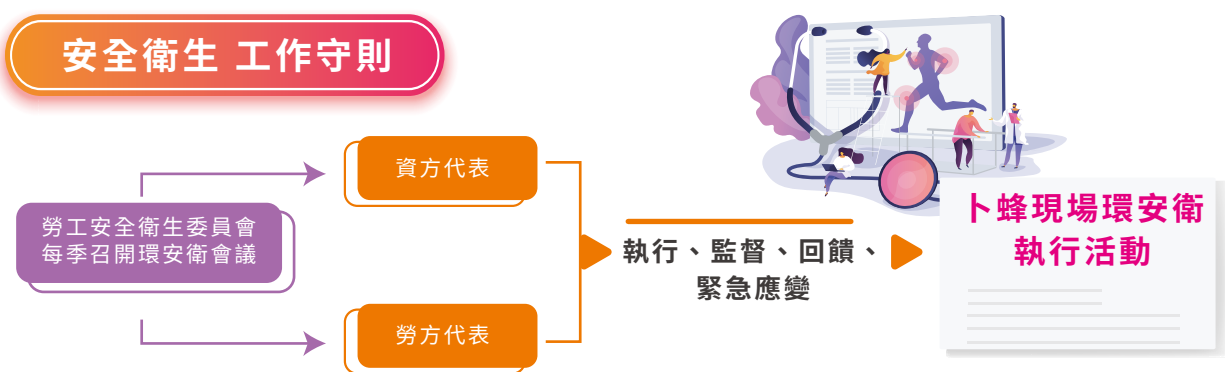 安全衛生 工作守則
資方代表
勞工安全衛生委員會
每季召開環安衛會議
勞方代表
執行、監督、回饋、
緊急應變
卜蜂現場環安衛
執行活動